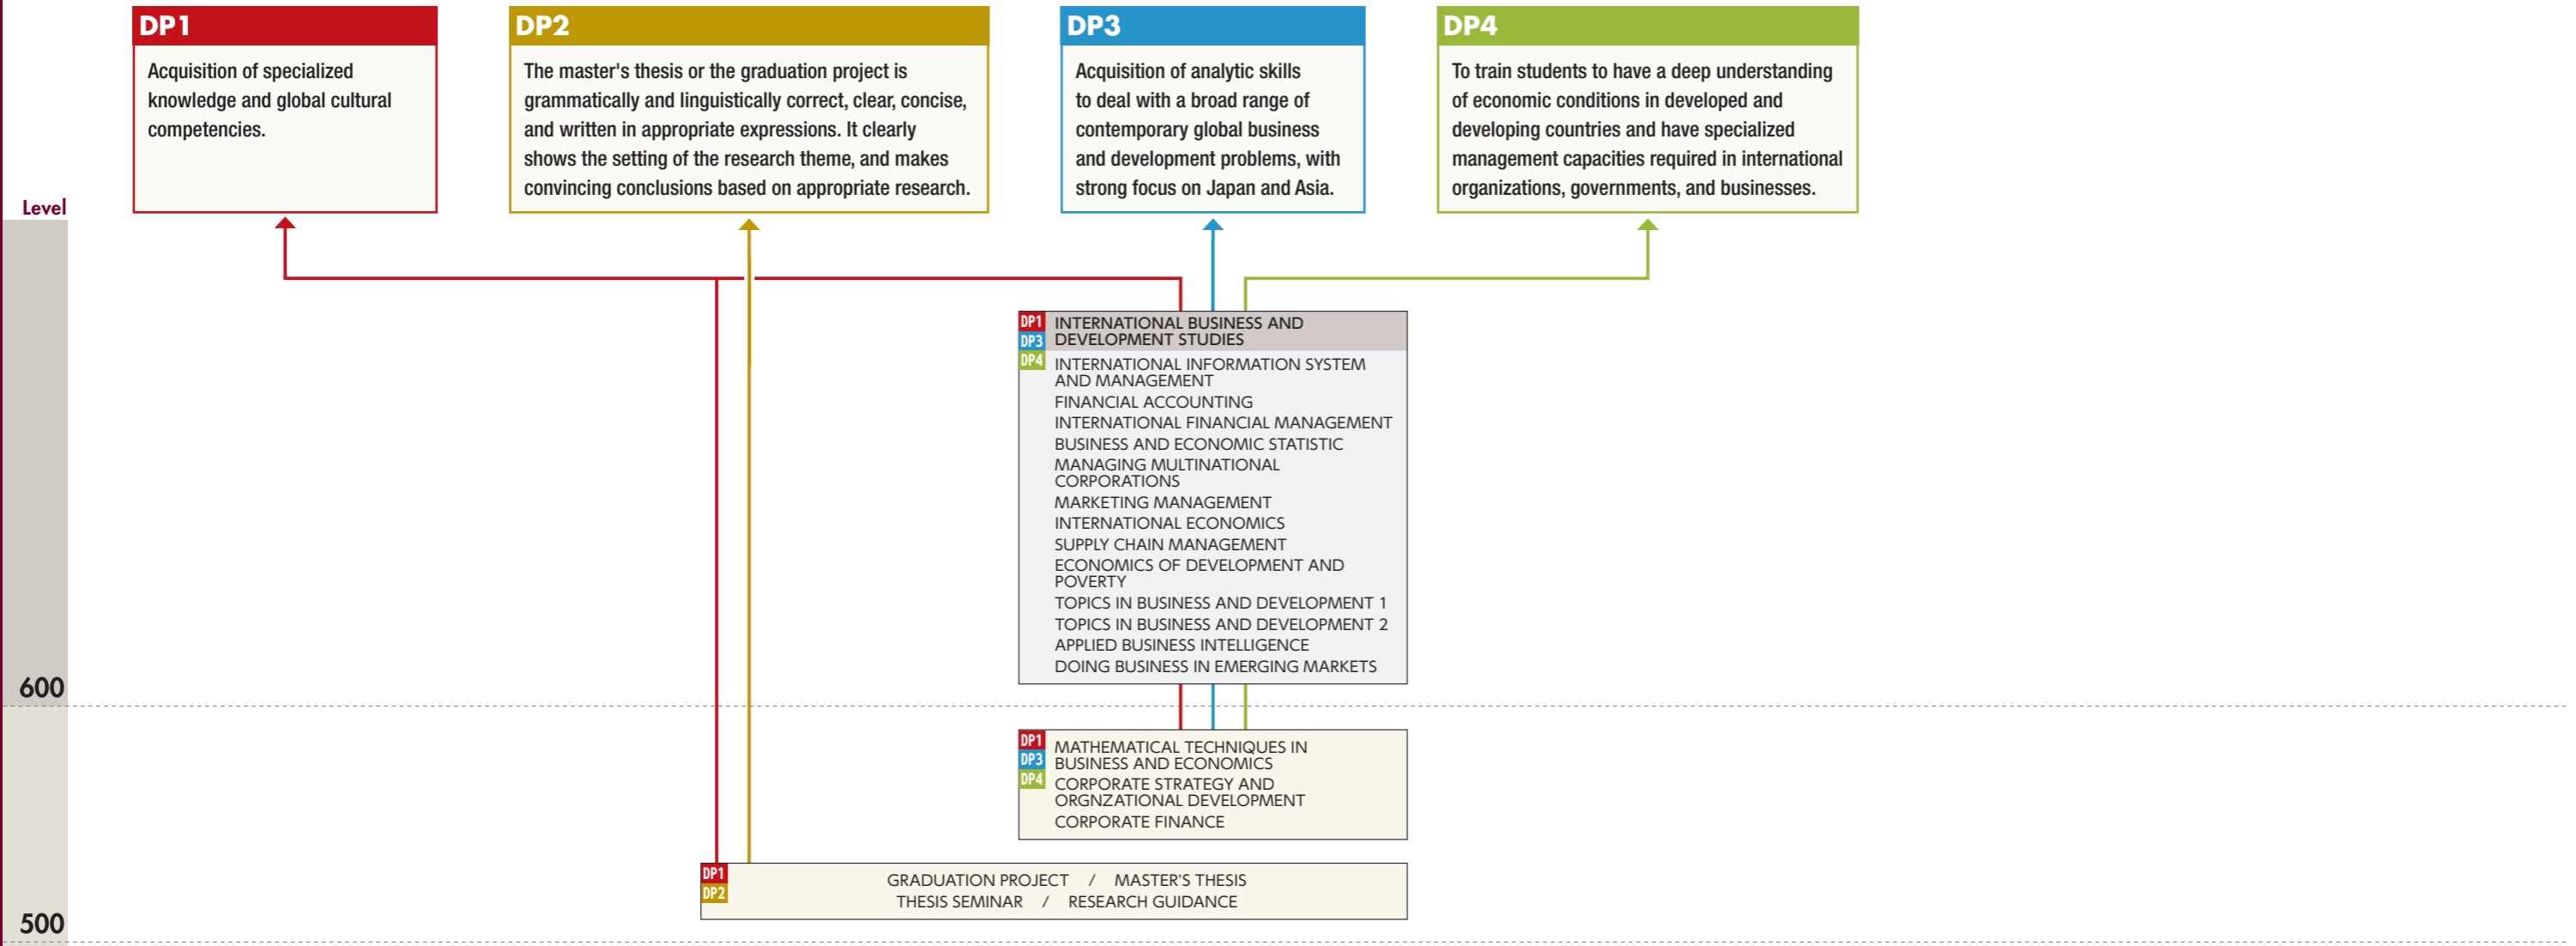 DP1
Acquisition of specialized
knowledge and global cultural
competencies.
DP2
The master's thesis or the graduation project is
grammatically and linguistically correct, clear, concise,
and written in appropriate expressions. It clearly
shows the setting of the research theme, and makes
convincing conclusions based on appropriate research.
DP3
Acquisition of analytic skills
to deal with a broad range of
contemporary global business
and development problems, with
strong focus on Japan and Asia.
DP4
To train students to have a deep understanding
of economic conditions in developed and
developing countries and have specialized
management capacities required in international
organizations, governments, and businesses.
Level
DP1
DP3
DP4
INTERNATIONAL BUSINESS AND
DEVELOPMENT STUDIES
INTERNATIONAL INFORMATION SYSTEM
AND MANAGEMENT
FINANCIAL ACCOUNTING
INTERNATIONAL FINANCIAL MANAGEMENT
BUSINESS AND ECONOMIC STATISTIC
MANAGING MULTINATIONAL
CORPORATIONS
MARKETING MANAGEMENT
INTERNATIONAL ECONOMICS
SUPPLY CHAIN MANAGEMENT
ECONOMICS OF DEVELOPMENT AND
POVERTY
TOPICS IN BUSINESS AND DEVELOPMENT 1
TOPICS IN BUSINESS AND DEVELOPMENT 2
APPLIED BUSINESS INTELLIGENCE
DOING BUSINESS IN EMERGING MARKETS
600
DP1
DP3
DP4
MATHEMATICAL TECHNIQUES IN
BUSINESS AND ECONOMICS
CORPORATE STRATEGY AND
ORGNZATIONAL DEVELOPMENT
CORPORATE FINANCE
DP1
DP2
GRADUATION PROJECT / MASTER'S THESIS
THESIS SEMINAR / RESEARCH GUIDANCE
500